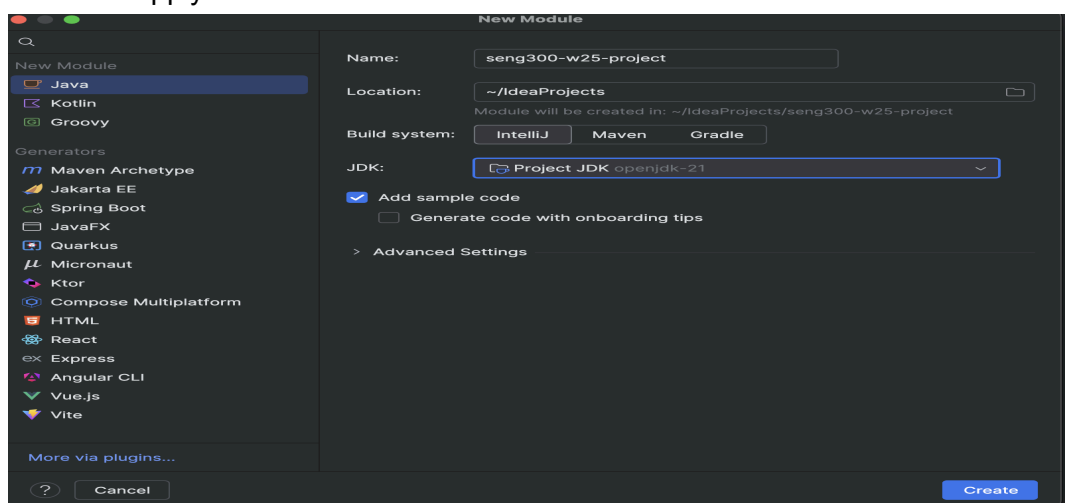 New Module
New Module
Java
Kotlin
Groovy
Generators
Maven Archetype
Jakarta EE
Spring Boot
JavaFX
Quarkus
Micronaut
Ktor
Compose Multiplatform
HTML
React
Express
Angular CLI
Vue.js
Vite
More via plugins...
Name: seng300-w25-project
Location: ~/IdeaProjects
Module will be created in: ~/IdeaProjects/seng300-w25-project
Build system: IntelliJ Maven Gradle
JDK: Project JDK openjdk-21
Add sample code
Generate code with onboarding tips
> Advanced Settings
? Cancel
Create